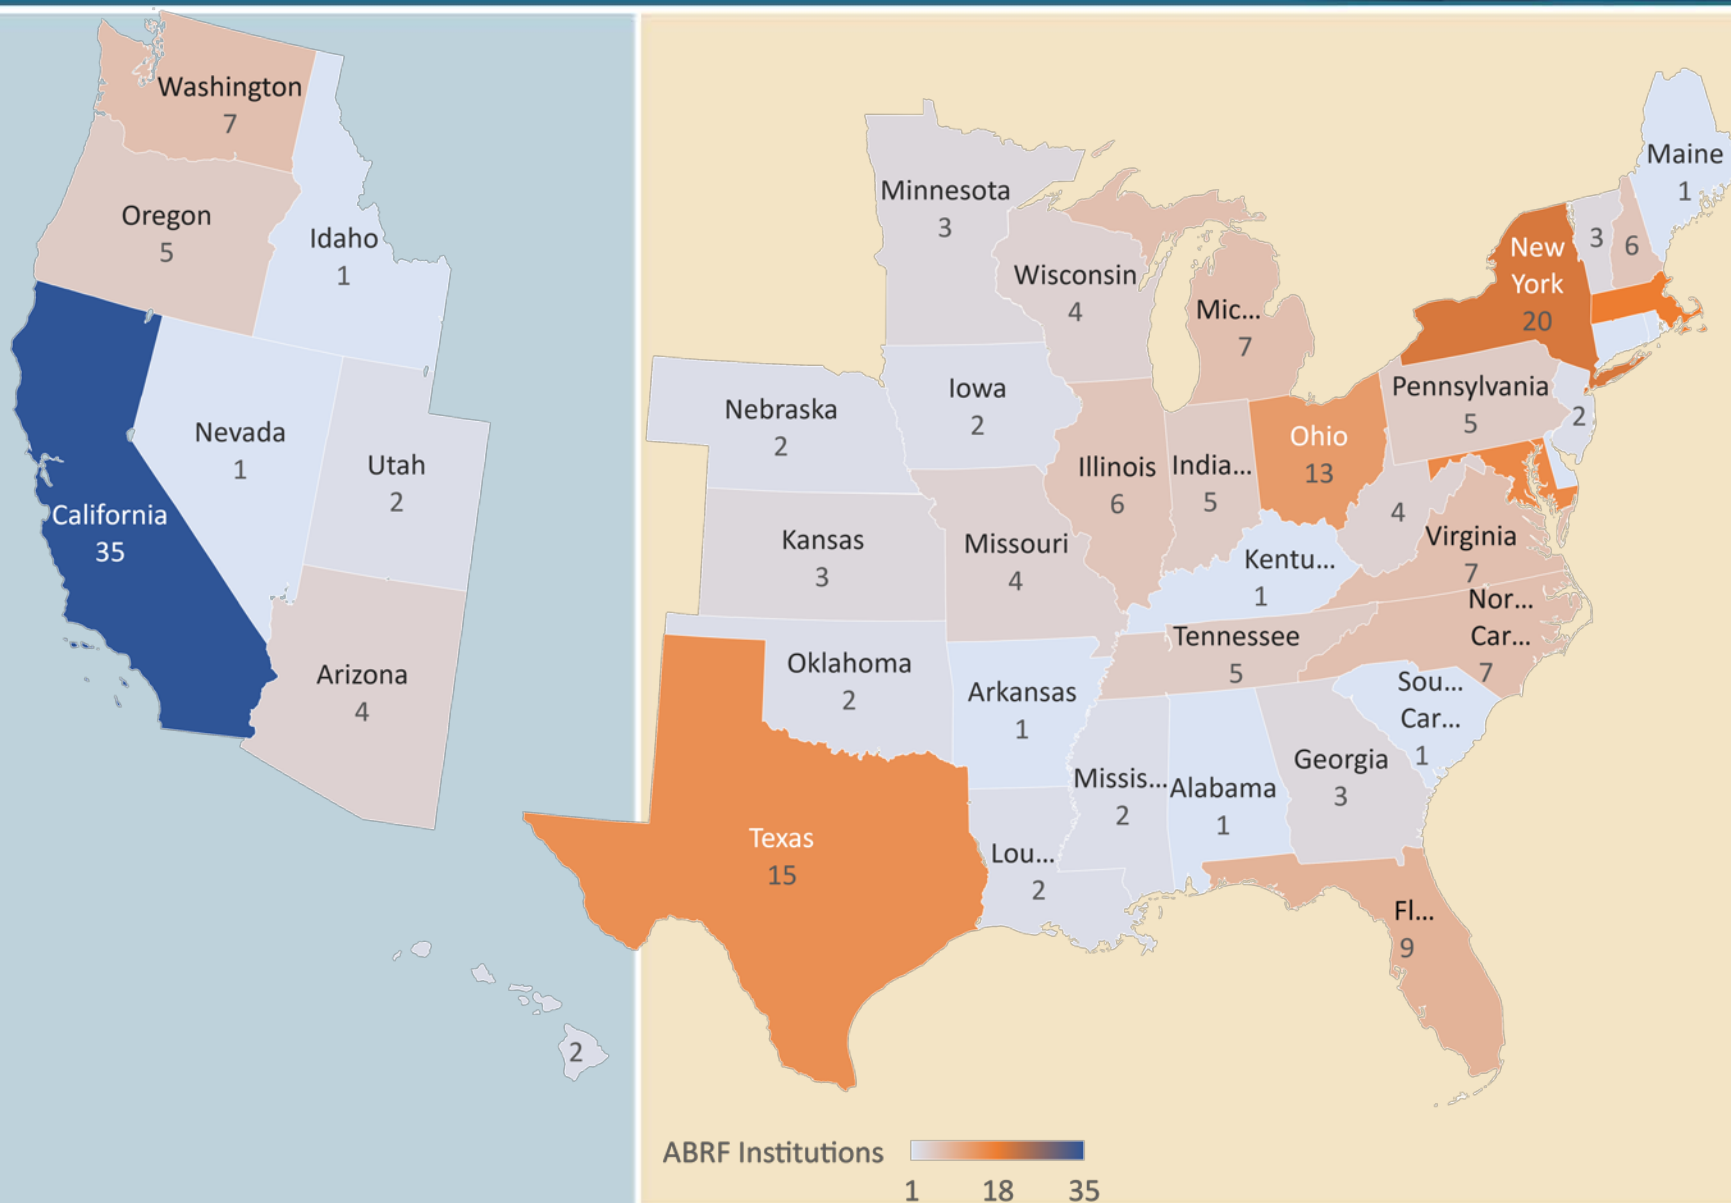 Washington
7
Oregon
5
Idaho
1
California
35
Nevada
1
Utah
2
Arizona
4
2
Minnesota
3
Wisconsin
4
Mic...
7
Nebraska
2
Iowa
2
Illinois
6
India...
5
Ohio
13
Kansas
3
Missouri
4
Kentu...
1
Tennessee
5
Oklahoma
2
Arkansas
1
Texas
15
Lou...
2
Missis...
2
Alabama
1
Georgia
3
Fl...
9
Sou...
Car...
1
Nor...
Car...
7
Virginia
7
4
Pennsylvania
5
2
New
York
20
3
6
Maine
1
ABRF Institutions
1 18 35